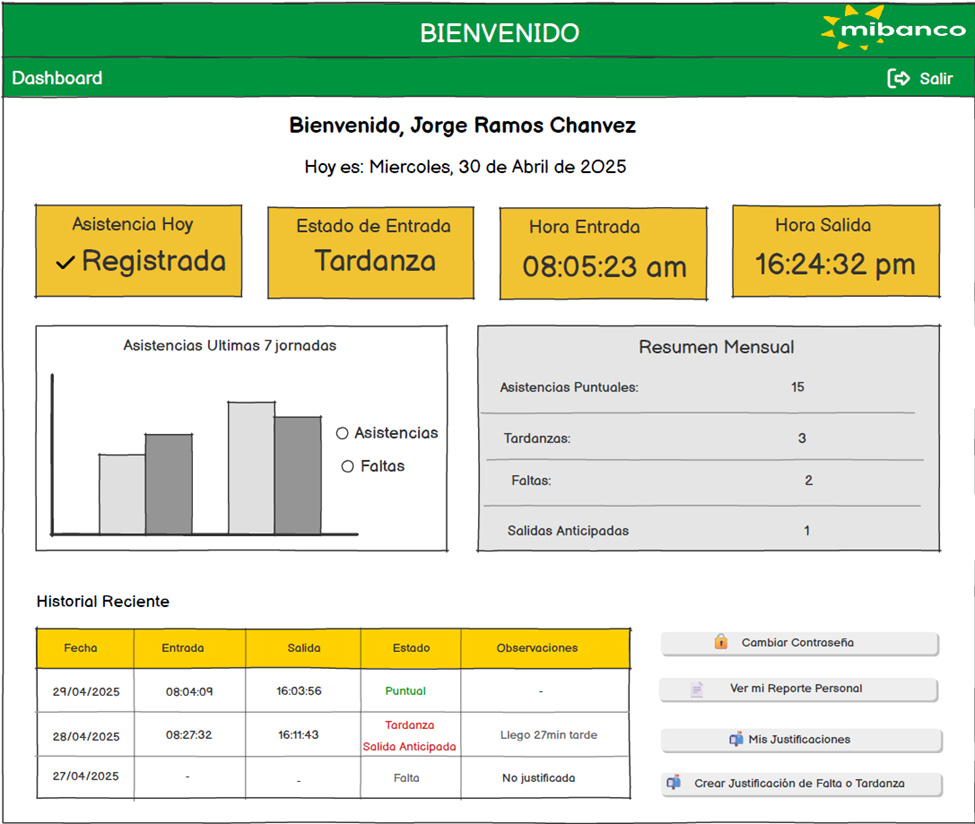 BIENVENIDO
mibanco
Dashboard
Salir
Bienvenido, Jorge Ramos Chanvez
Hoy es: Miercoles, 30 de Abril de 2025
Asistencia Hoy
Registrada
Estado de Entrada
Tardanza
Hora Entrada
08:05:23 am
Hora Salida
16:24:32 pm
Asistencias Ultimas 7 jornadas
Asistencias
Faltas
Resumen Mensual
Asistencias Puntuales: 15
Tardanzas: 3
Faltas: 2
Salidas Anticipadas 1
Historial Reciente
Fecha Entrada Salida Estado Observaciones
29/04/2025 08:04:09 16:03:56 Puntual -
28/04/2025 08:27:32 16:11:43 Tardanza Llego 27min tarde
Salida Anticipada
27/04/2025 - - Falta No justificada
Cambiar Contraseña
Ver mi Reporte Personal
Mis Justificaciones
Crear Justificación de Falta o Tardanza